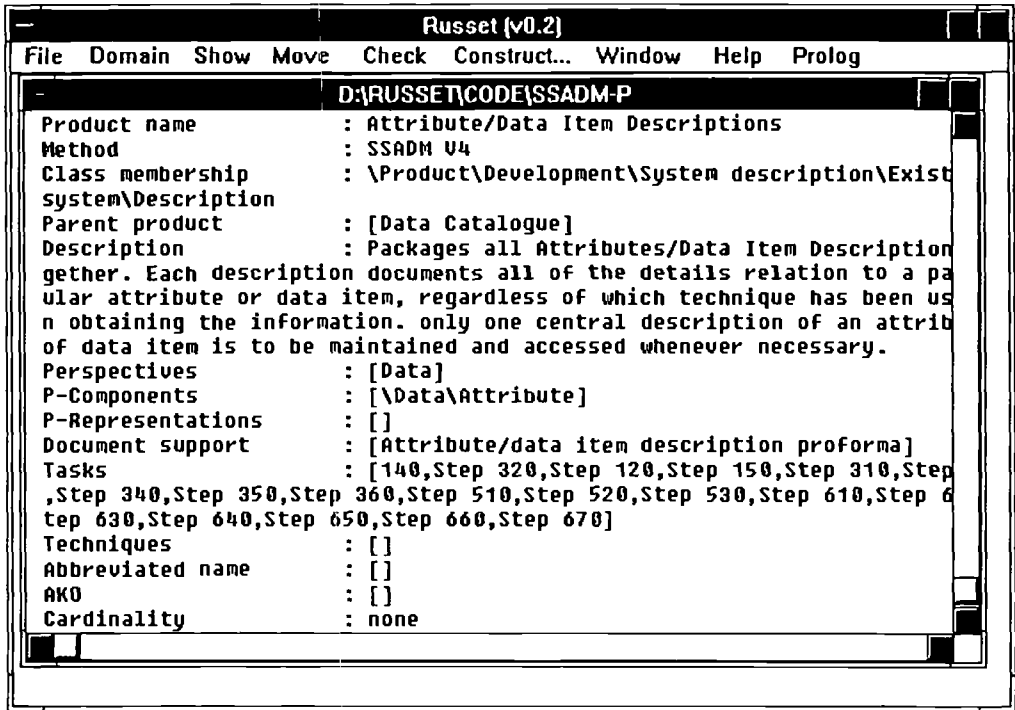 Russet (v0.2)
File Domain Show Move Check Construct... Window Help Prolog
D:\RUSSET\CODE\SSADM-P
Product name : Attribute/Data Item Descriptions
Method : SSADM V4
Class membership : \Product\Development\System description\Exist
system\Description
Parent product : [Data Catalogue]
Description : Packages all Attributes/Data Item Description
gether. Each description documents all of the details relation to a pa
ular attribute or data item, regardless of which technique has been us
n obtaining the information. only one central description of an attrib
of data item is to be maintained and accessed whenever necessary.
Perspectives : [Data]
P-Components : [\Data\Attribute]
P-Representations : []
Document support : [Attribute/data item description proforma]
Tasks : [140,Step 320,Step 120,Step 150,Step 310,Step
,Step 340,Step 350,Step 360,Step 510,Step 520,Step 530,Step 610,Step 6
tep 630,Step 640,Step 650,Step 660,Step 670]
Techniques : []
Abbreviated name : []
AKO : []
Cardinality : none